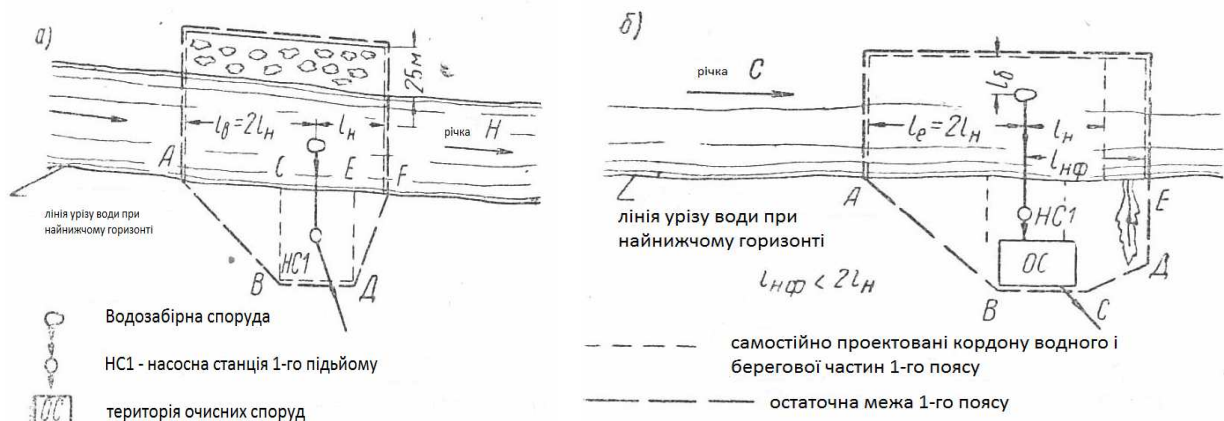 а)
25м
lв=2lн
lн
річка Н
A
C
E
F
лінія урізу води при
найнижчому горизонті
НС1
B
Д
Водозабірна споруда
НС1 - насосна станція 1-го підьйому
ОС
територія очисних споруд
б)
річка С
lб
lе=2lн
lн
lнф
A
НС1
E
лінія урізу води при
найнижчому горизонті
ОС
Д
lнф < 2lн
B
C
самостійно проектовані кордону водного і
берегової частин 1-го поясу
остаточна межа 1-го поясу